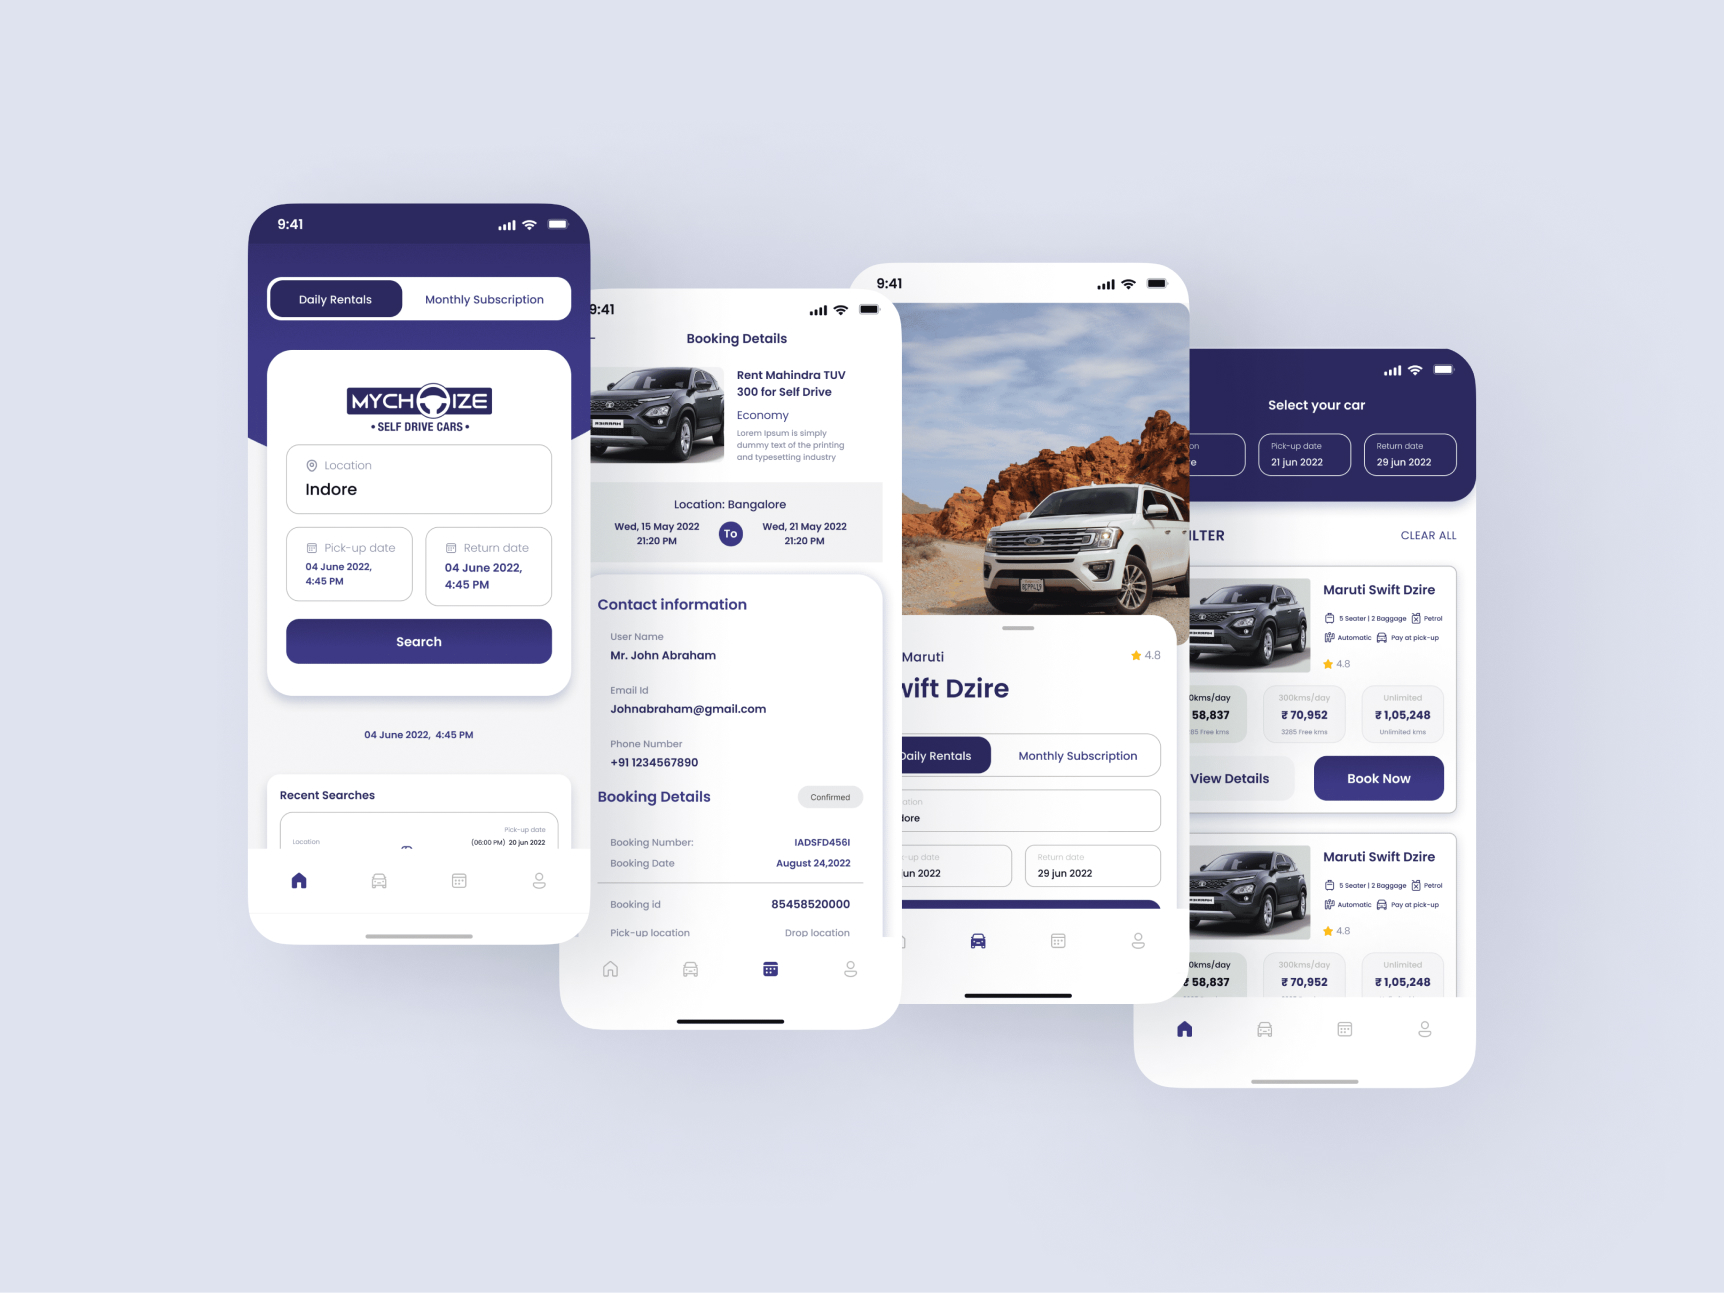 9:41
Daily Rentals
Monthly Subscription
MYCHOIZE
• SELF DRIVE CARS •
Location
Indore
Pick-up date
04 June 2022,
4:45 PM
Return date
04 June 2022,
4:45 PM
Search
04 June 2022, 4:45 PM
Recent Searches
Pick-up date
Location
(06:00 PM) 20 jun 2022
9:41
Booking Details
Rent Mahindra TUV
300 for Self Drive
Economy
Lorem Ipsum is simply
dummy text of the printing
and typesetting industry
Location: Bangalore
Wed, 15 May 2022
21:20 PM
To
Wed, 21 May 2022
21:20 PM
Contact information
User Name
Mr. John Abraham
Email Id
Johnabraham@gmail.com
Phone Number
+91 1234567890
Booking Details
Confirmed
Booking Number:
IADSFD456I
Booking Date
August 24,2022
Booking id
85458520000
Pick-up location
Drop location
9:41
Maruti
4.8
wift Dzire
Daily Rentals
Monthly Subscription
ation
lore
-up date
jun 2022
Return date
29 jun 2022
Select your car
on
re
Pick-up date
21 jun 2022
Return date
29 jun 2022
ILTER
CLEAR ALL
Maruti Swift Dzire
5 Seater | 2 Baggage
Petrol
Automatic
Pay at pick-up
4.8
0kms/day
58,837
85 Free kms
300kms/day
₹ 70,952
3285 Free kms
Unlimited
₹ 1,05,248
Unlimited kms
View Details
Book Now
Maruti Swift Dzire
5 Seater | 2 Baggage
Petrol
Automatic
Pay at pick-up
4.8
0kms/day
58,837
300kms/day
₹ 70,952
Unlimited
₹ 1,05,248